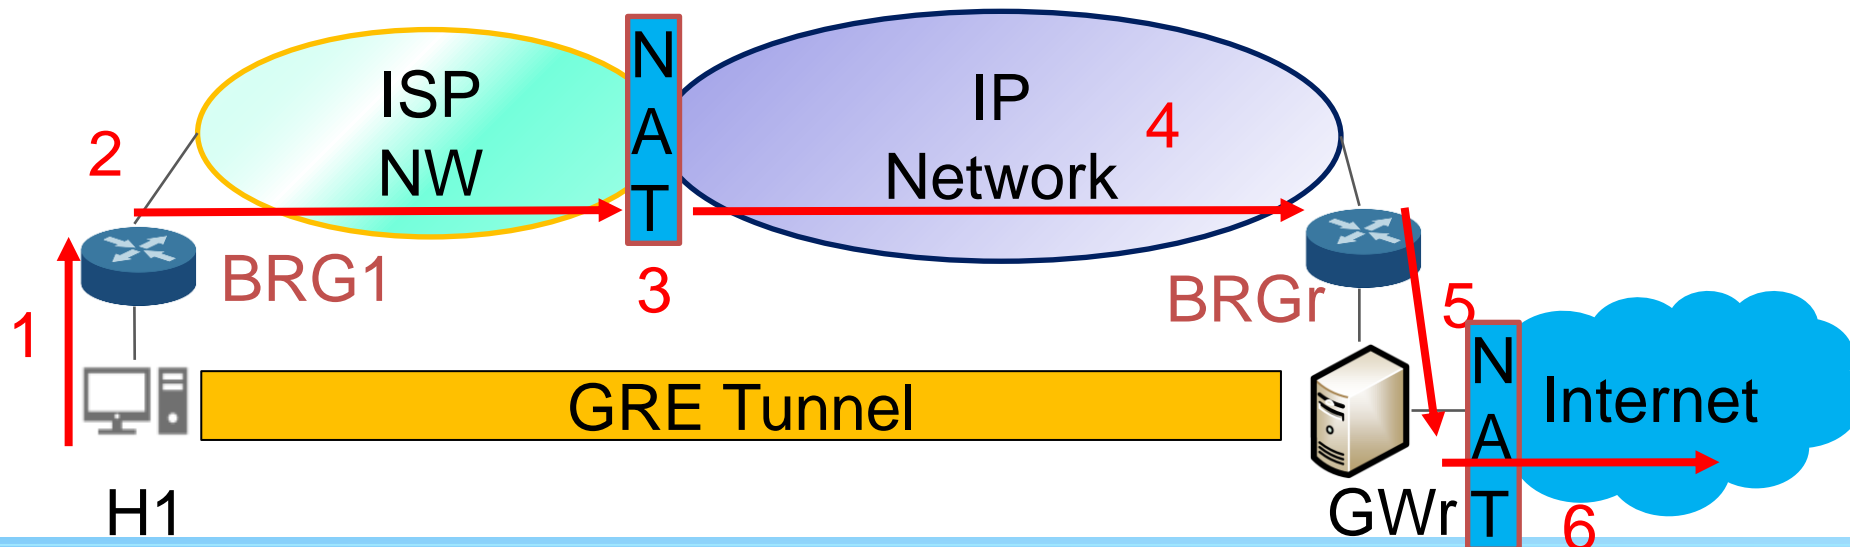 ISP
NW
N
A
T
IP
Network
2
4
BRG1
3
BRGr
1
5
GRE Tunnel
N
A
T
Internet
H1
GWr
6